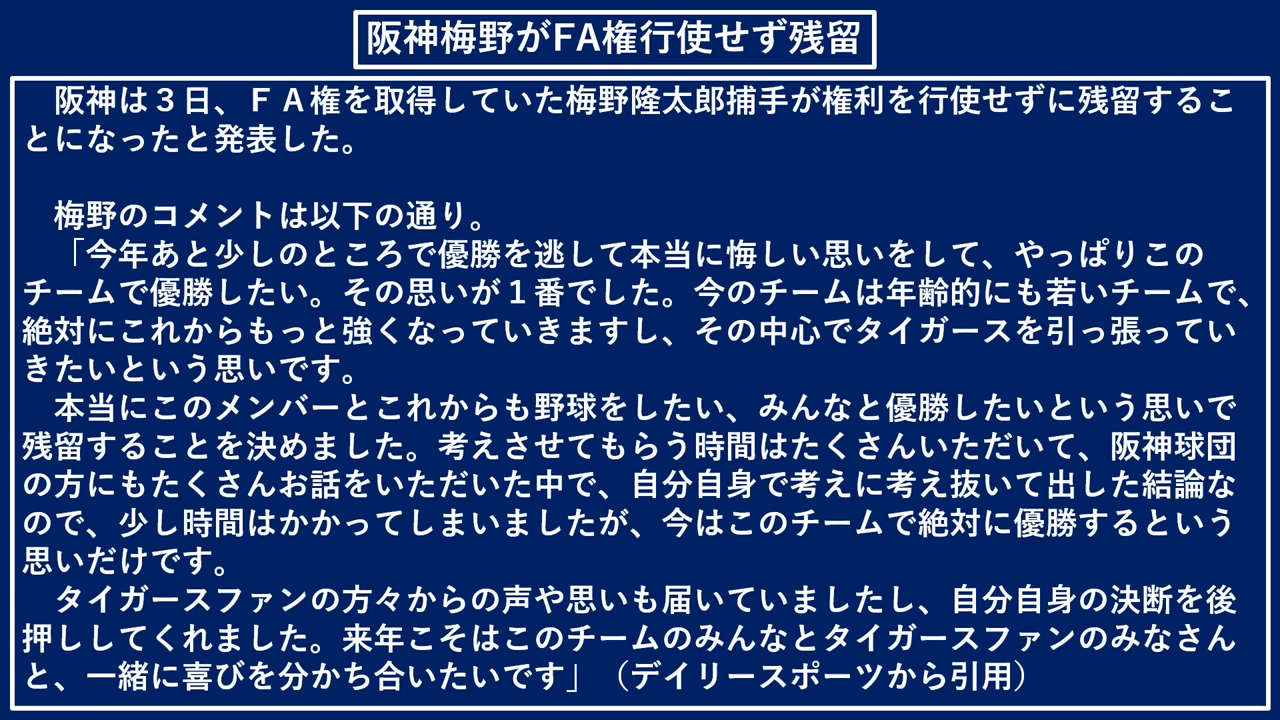 阪神梅野がFA権行使せず残留
　阪神は３日、ＦＡ権を取得していた梅野隆太郎捕手が権利を行使せずに残留するこ
とになったと発表した。
　梅野のコメントは以下の通り。
　「今年あと少しのところで優勝を逃して本当に悔しい思いをして、やっぱりこの
チームで優勝したい。その思いが１番でした。今のチームは年齢的にも若いチームで、
絶対にこれからもっと強くなっていきますし、その中心でタイガースを引っ張ってい
きたいという思いです。
　本当にこのメンバーとこれからも野球をしたい、みんなと優勝したいという思いで
残留することを決めました。考えさせてもらう時間はたくさんいただいて、阪神球団
の方にもたくさんお話をいただいた中で、自分自身で考えに考え抜いて出した結論な
ので、少し時間はかかってしまいましたが、今はこのチームで絶対に優勝するという
思いだけです。
　タイガースファンの方々からの声や思いも届いていましたし、自分自身の決断を後
押ししてくれました。来年こそはこのチームのみんなとタイガースファンのみなさん
と、一緒に喜びを分かち合いたいです」（デイリースポーツから引用）